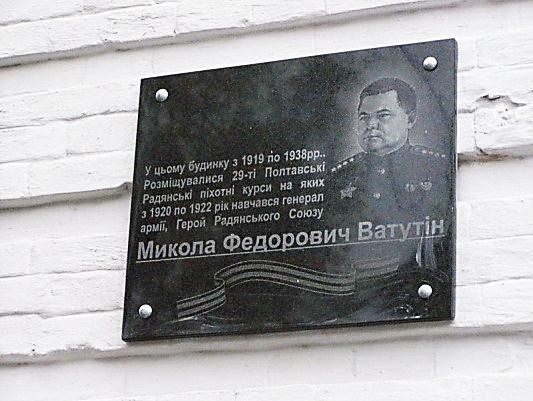 У цьому будинку з 1919 по 1938рр..
Розміщувалися 29-ті Полтавські
Радянські піхотні курси на яких
з 1920 по 1922 рік навчався генерал
армії, Герой Радянського Союзу
Микола Федорович Ватутін